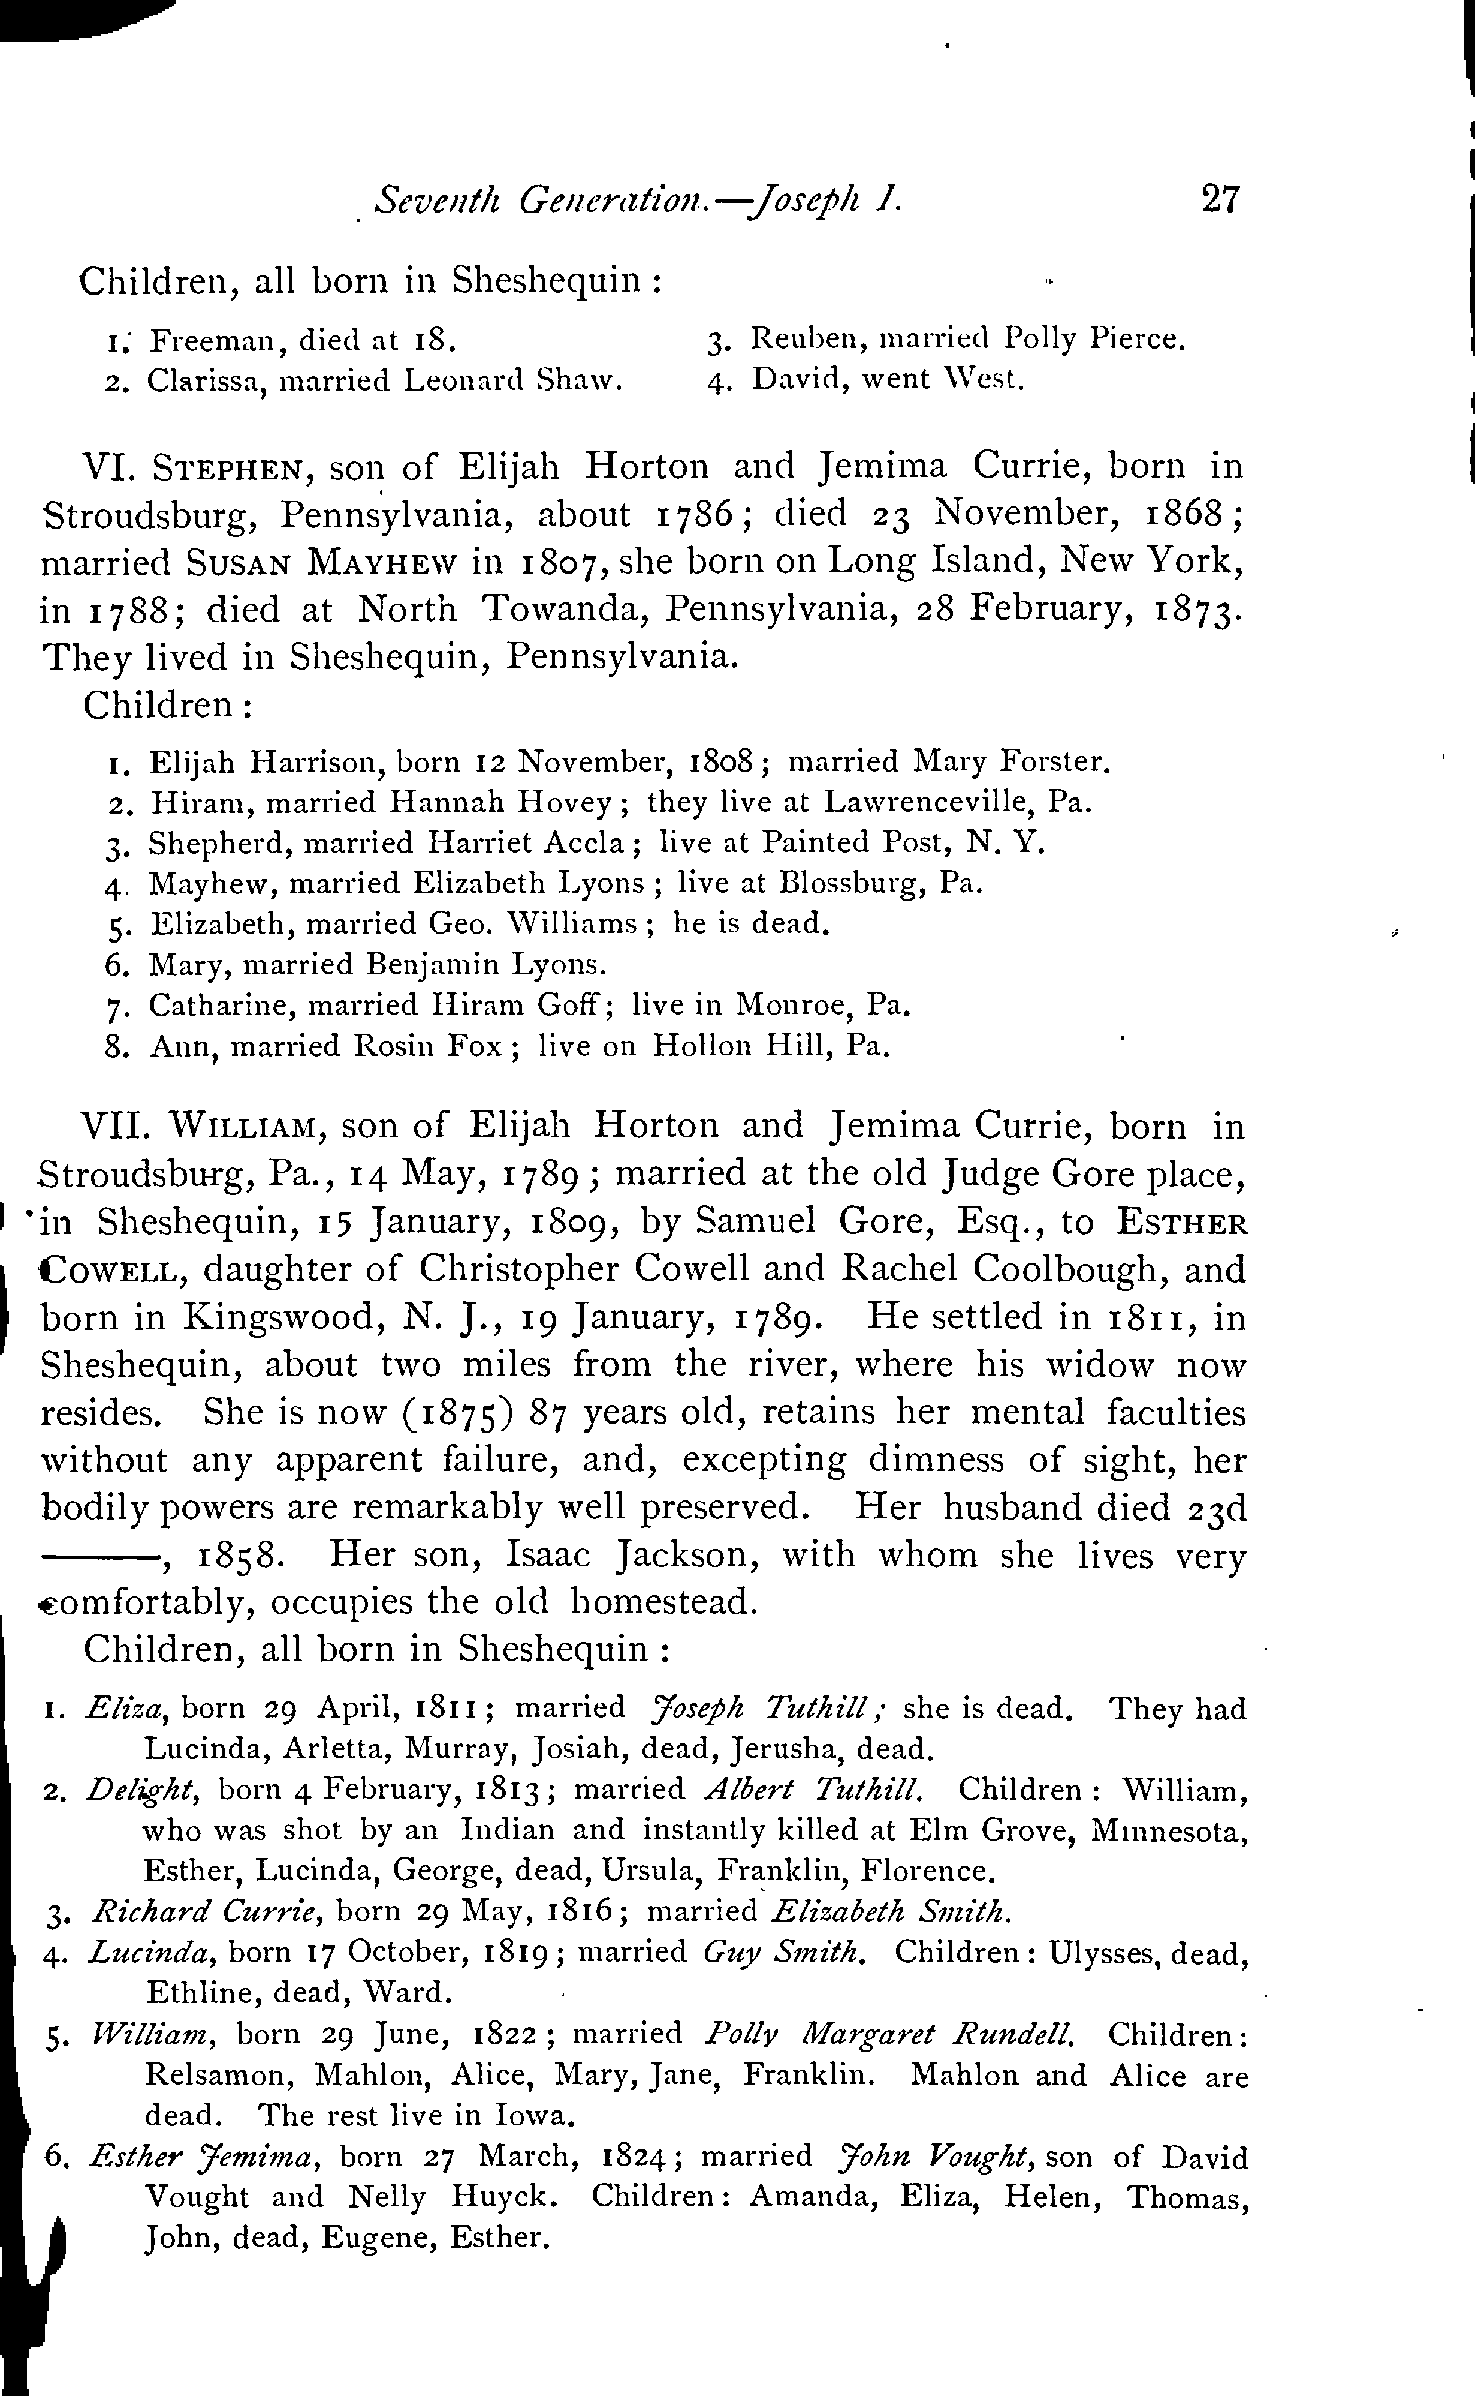 Seventh Generation.—Joseph I. 27
Children, all born in Sheshequin :
1. Freeman, died at 18.
2. Clarissa, married Leonard Shaw.
3. Reuben, married Polly Pierce.
4. David, went West.
VI. STEPHEN, son of Elijah Horton and Jemima Currie, born in
Stroudsburg, Pennsylvania, about 1786; died 23 November, 1868;
married SUSAN MAYHEW in 1807, she born on Long Island, New York,
in 1788; died at North Towanda, Pennsylvania, 28 February, 1873.
They lived in Sheshequin, Pennsylvania.
Children :
1. Elijah Harrison, born 12 November, 1808; married Mary Forster.
2. Hiram, married Hannah Hovey; they live at Lawrenceville, Pa.
3. Shepherd, married Harriet Accla; live at Painted Post, N. Y.
4. Mayhew, married Elizabeth Lyons; live at Blossburg, Pa.
5. Elizabeth, married Geo. Williams; he is dead.
6. Mary, married Benjamin Lyons.
7. Catharine, married Hiram Goff; live in Monroe, Pa.
8. Ann, married Rosin Fox; live on Hollon Hill, Pa.
VII. WILLIAM, son of Elijah Horton and Jemima Currie, born in
Stroudsburg, Pa., 14 May, 1789; married at the old Judge Gore place,
in Sheshequin, 15 January, 1809, by Samuel Gore, Esq., to ESTHER
COWELL, daughter of Christopher Cowell and Rachel Coolbough, and
born in Kingswood, N. J., 19 January, 1789. He settled in 1811, in
Sheshequin, about two miles from the river, where his widow now
resides. She is now (1875) 87 years old, retains her mental faculties
without any apparent failure, and, excepting dimness of sight, her
bodily powers are remarkably well preserved. Her husband died 23d
———, 1858. Her son, Isaac Jackson, with whom she lives very
comfortably, occupies the old homestead.
Children, all born in Sheshequin :
1. Eliza, born 29 April, 1811; married Joseph Tuthill; she is dead. They had
Lucinda, Arletta, Murray, Josiah, dead, Jerusha, dead.
2. Delight, born 4 February, 1813; married Albert Tuthill. Children : William,
who was shot by an Indian and instantly killed at Elm Grove, Minnesota,
Esther, Lucinda, George, dead, Ursula, Franklin, Florence.
3. Richard Currie, born 29 May, 1816; married Elizabeth Smith.
4. Lucinda, born 17 October, 1819; married Guy Smith. Children: Ulysses, dead,
Ethline, dead, Ward.
5. William, born 29 June, 1822; married Polly Margaret Rundell. Children:
Relsamon, Mahlon, Alice, Mary, Jane, Franklin. Mahlon and Alice are
dead. The rest live in Iowa.
6. Esther Jemima, born 27 March, 1824; married John Vought, son of David
Vought and Nelly Huyck. Children: Amanda, Eliza, Helen, Thomas,
John, dead, Eugene, Esther.